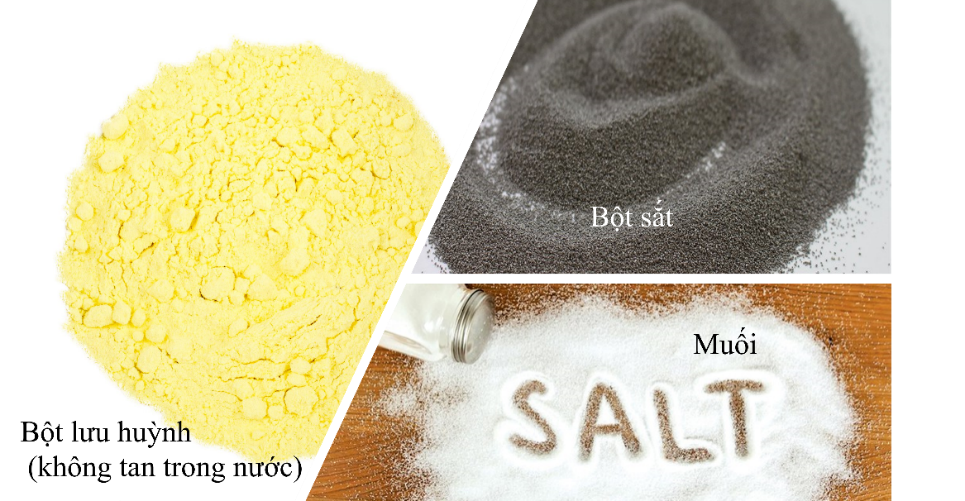 Bột lưu huỳnh
(không tan trong nước)
Bột sắt
Muối
SALT